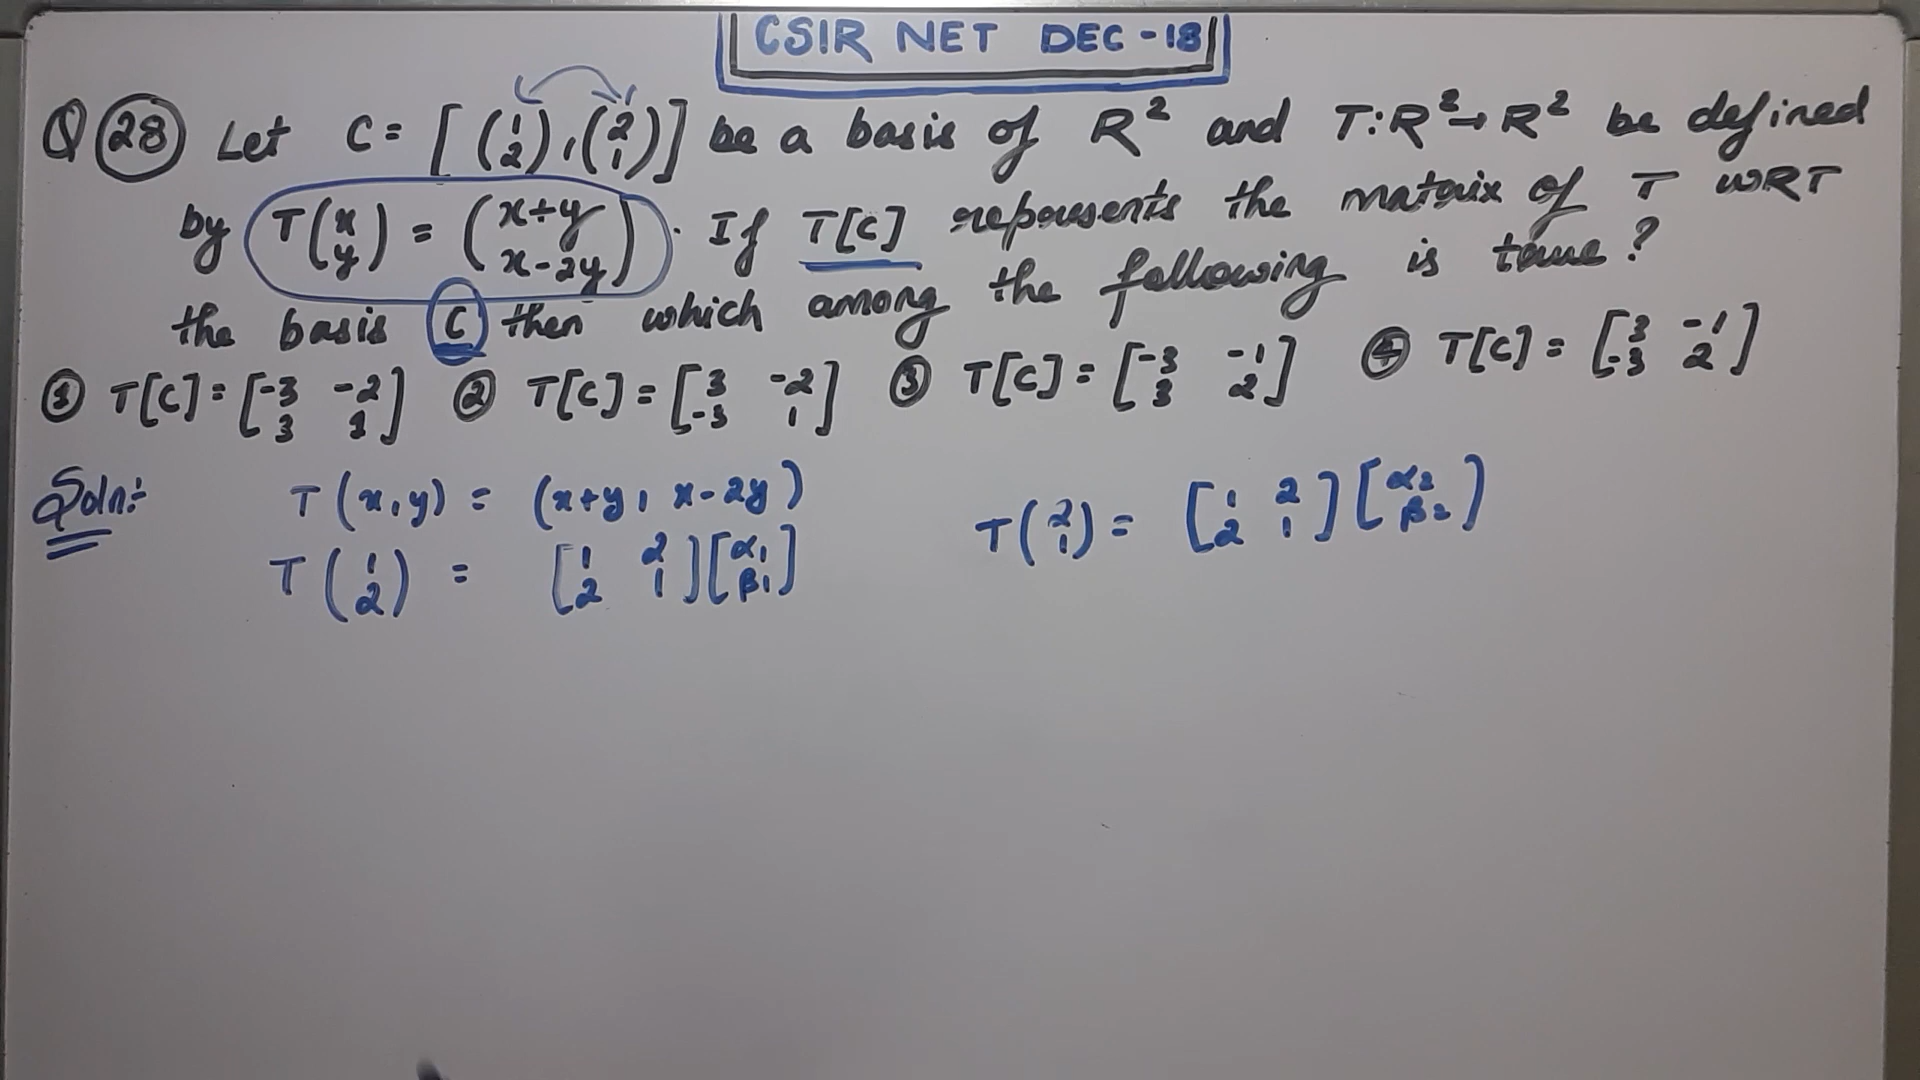 CSIR NET DEC-18
Q 28 Let C = [(1 2), (2 1)] be a basis of R² and T:R²→R² be defined
by T(x y) = (x+y x-2y). If T[C] represents the matrix of T WRT
the basis C then which among the following is true?
① T[C] = [-3 -2 3 1] ② T[C] = [3 -2 -3 1] ③ T[C] = [-3 -1 3 2] ④ T[C] = [3 -1 -3 2]
Soln:- T(x,y) = (x+y, x-2y)
T(1 2) = [1 2 2 1][α₁ β₁] T(2 1) = [1 2 2 1][α₂ β₂]